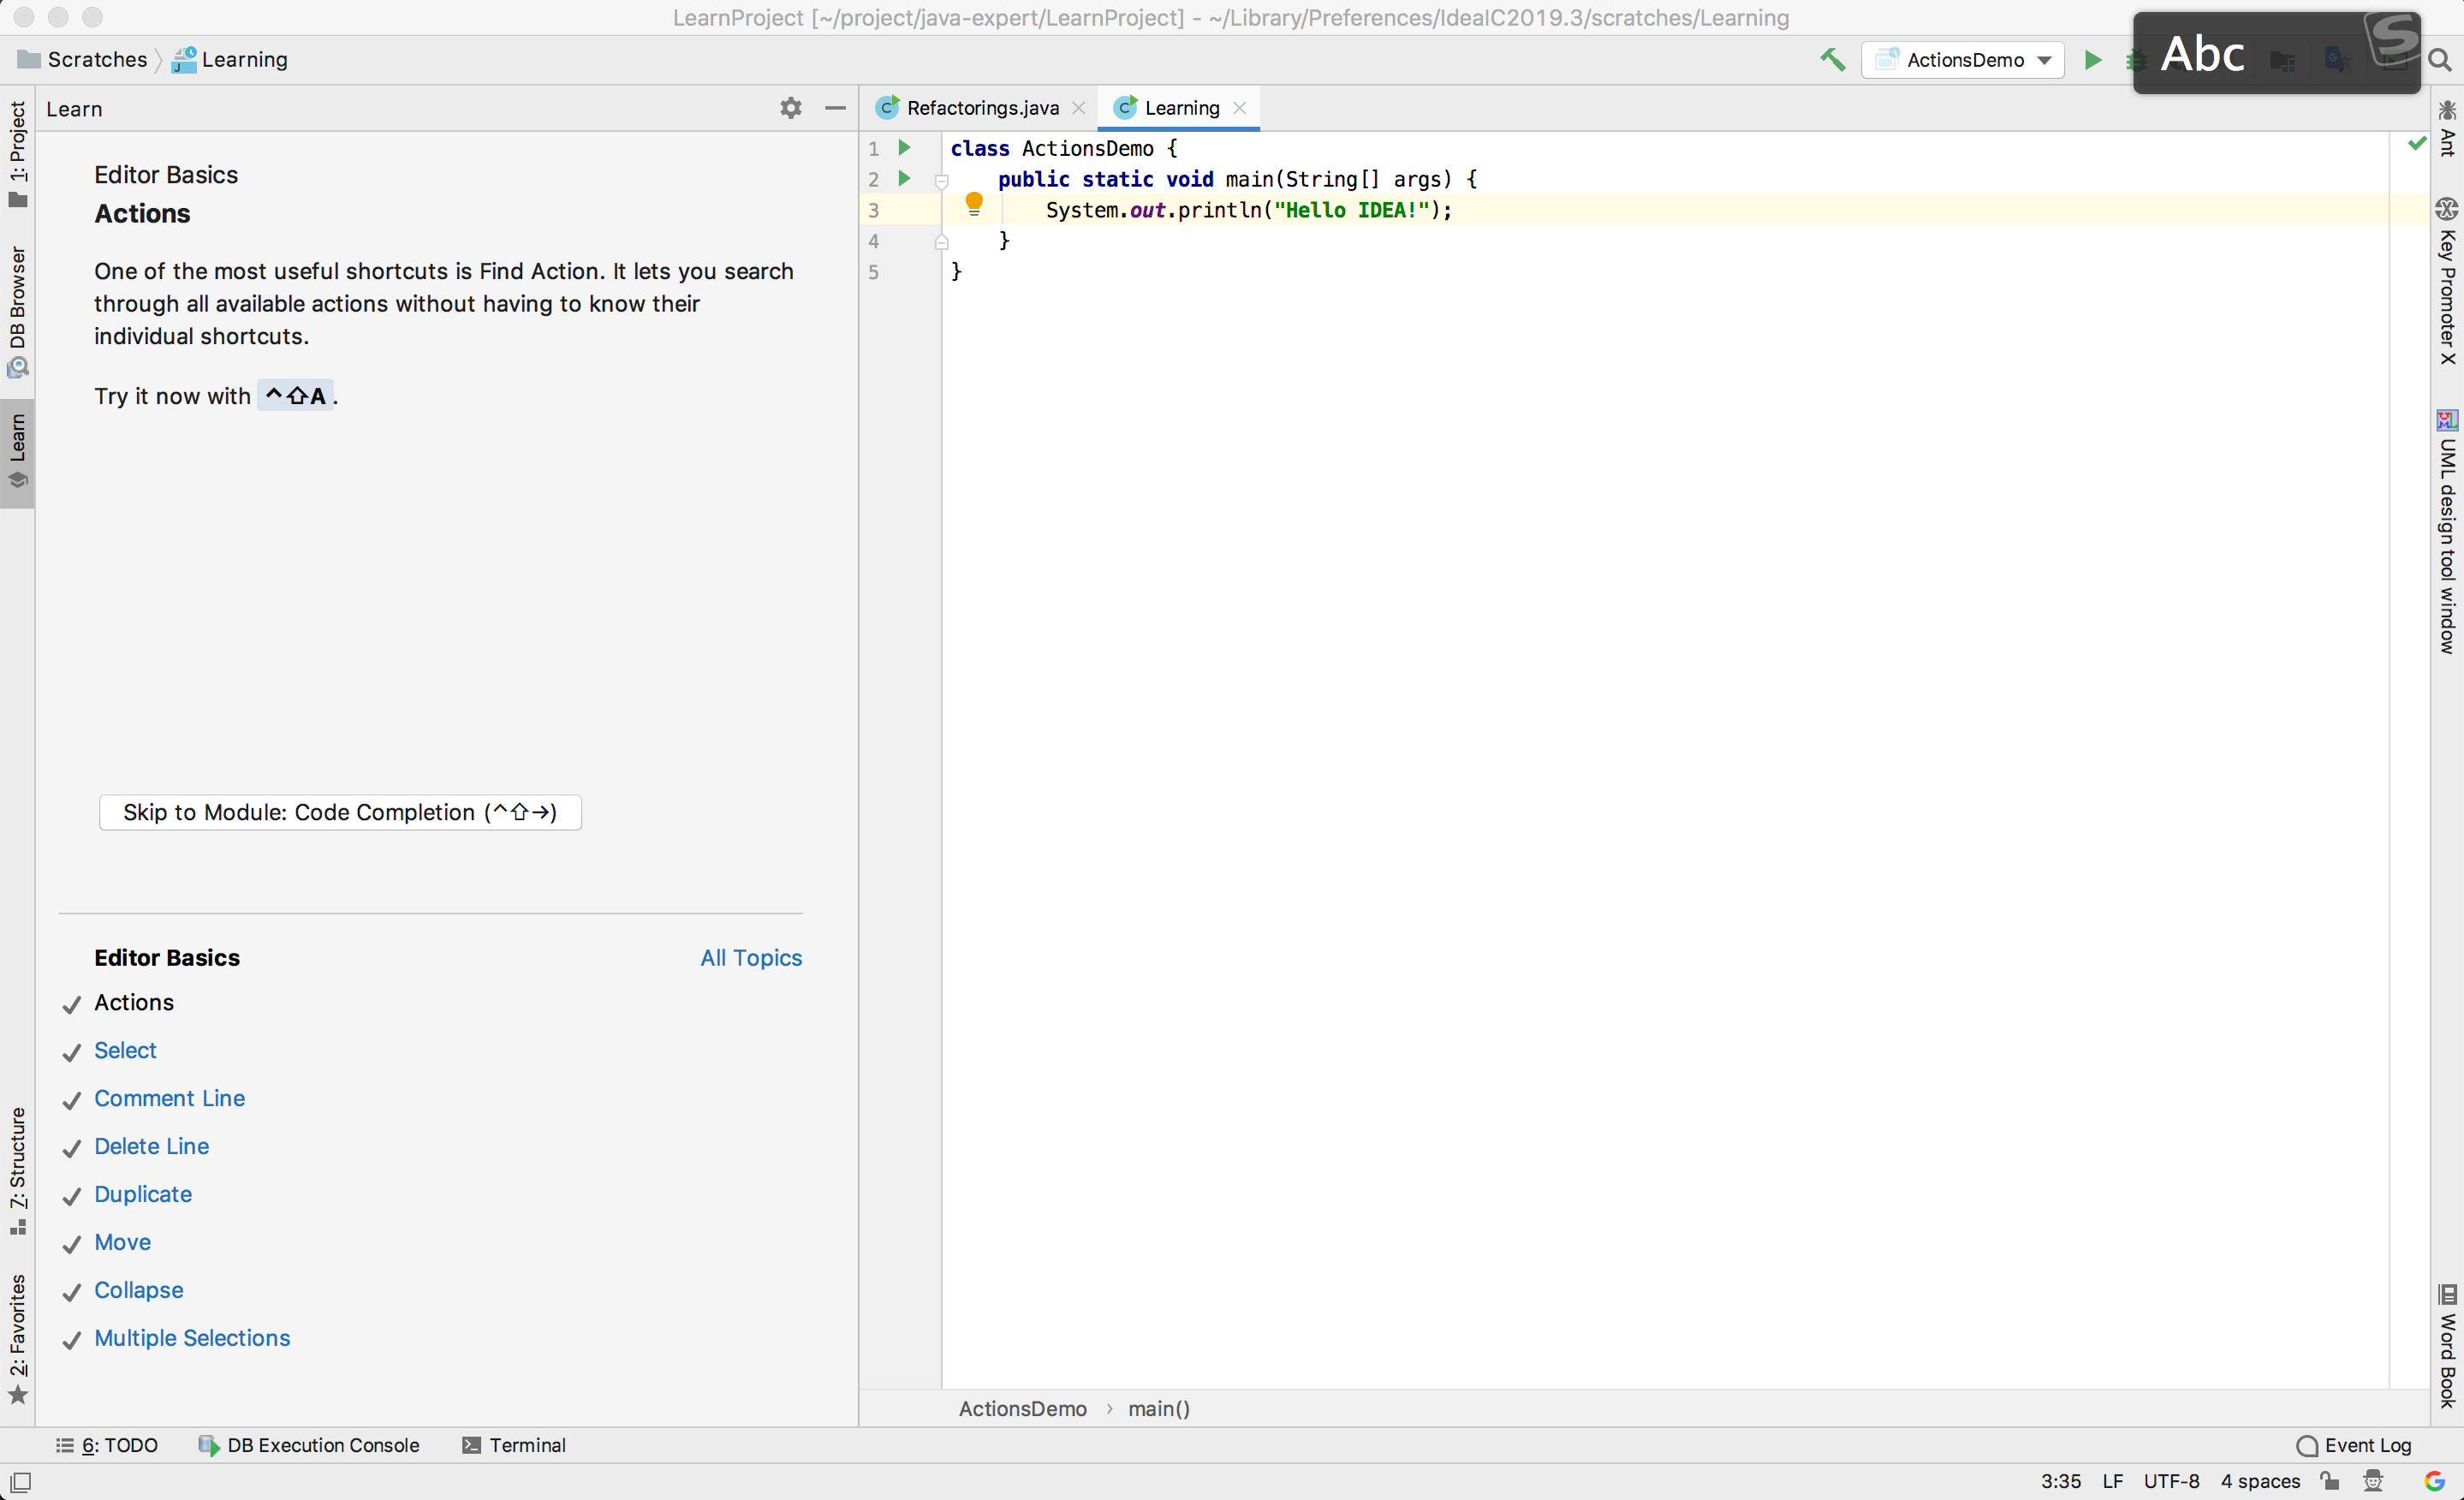 LearnProject [~/project/java-expert/LearnProject] - ~/Library/Preferences/IdeaIC2019.3/scratches/Learning
Scratches
Learning
ActionsDemo
Abc
1: Project
DB Browser
Learn
7: Structure
2: Favorites
Learn
Editor Basics
Actions
One of the most useful shortcuts is Find Action. It lets you search
through all available actions without having to know their
individual shortcuts.
Try it now with ^⇧A.
Skip to Module: Code Completion (^⇧→)
Editor Basics
All Topics
Actions
Select
Comment Line
Delete Line
Duplicate
Move
Collapse
Multiple Selections
Refactorings.java
Learning
1 class ActionsDemo {
2     public static void main(String[] args) {
3         System.out.println("Hello IDEA!");
4     }
5 }
ActionsDemo › main()
Ant
Key Promoter X
UML design tool window
Word Book
6: TODO
DB Execution Console
Terminal
Event Log
3:35 LF UTF-8 4 spaces